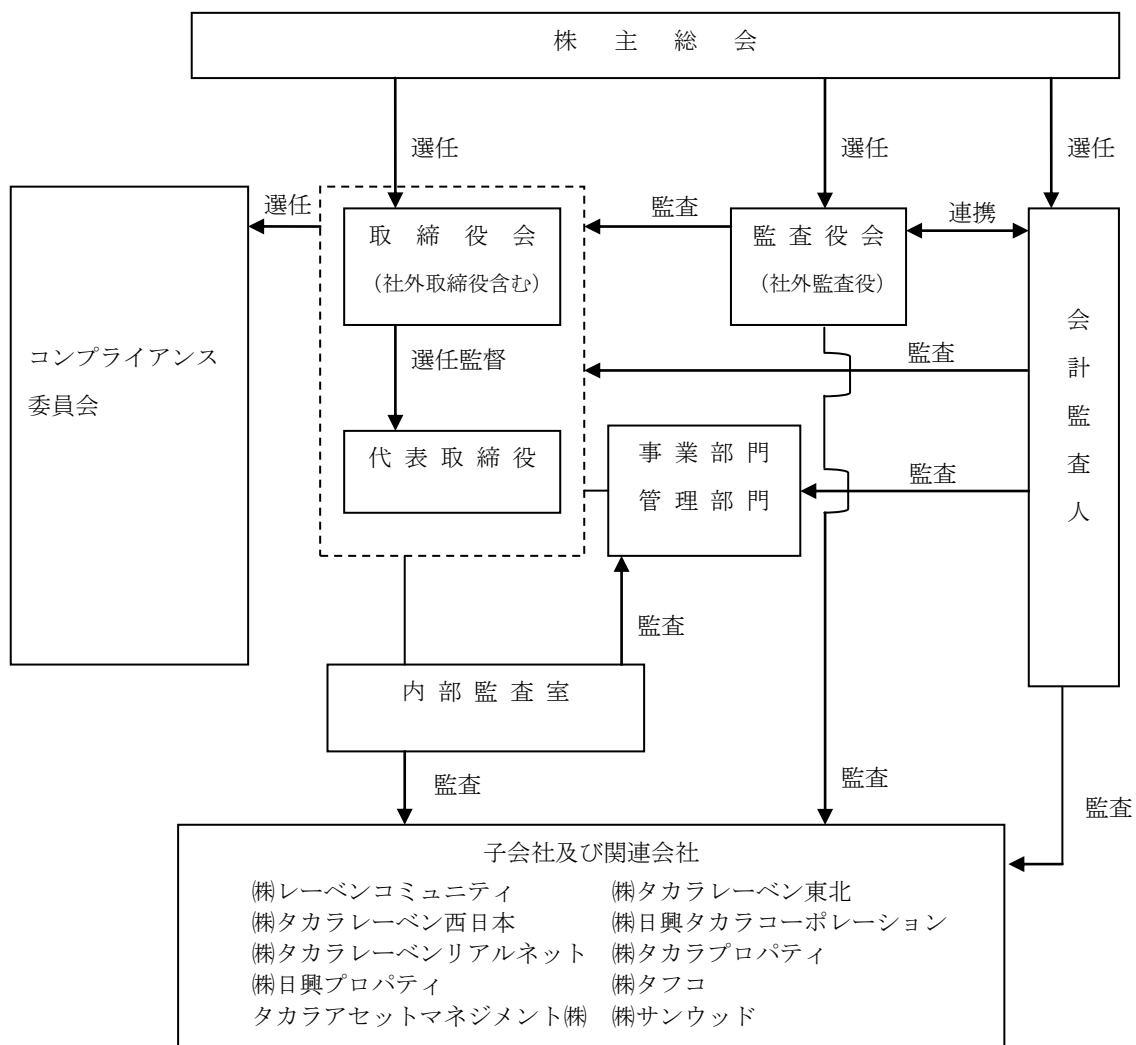 株主総会
選任
選任
選任
選任
監査
連携
取締役会
（社外取締役含む）
監査役会
（社外監査役）
会計監査人
選任監督
監査
コンプライアンス
委員会
代表取締役
事業部門
管理部門
監査
監査
内部監査室
監査
監査
監査
子会社及び関連会社
㈱レーベンコミュニティ ㈱タカラレーベン東北
㈱タカラレーベン西日本 ㈱日興タカラコーポレーション
㈱タカラレーベンリアルネット ㈱タカラプロパティ
㈱日興プロパティ ㈱タフコ
タカラアセットマネジメント㈱ ㈱サンウッド